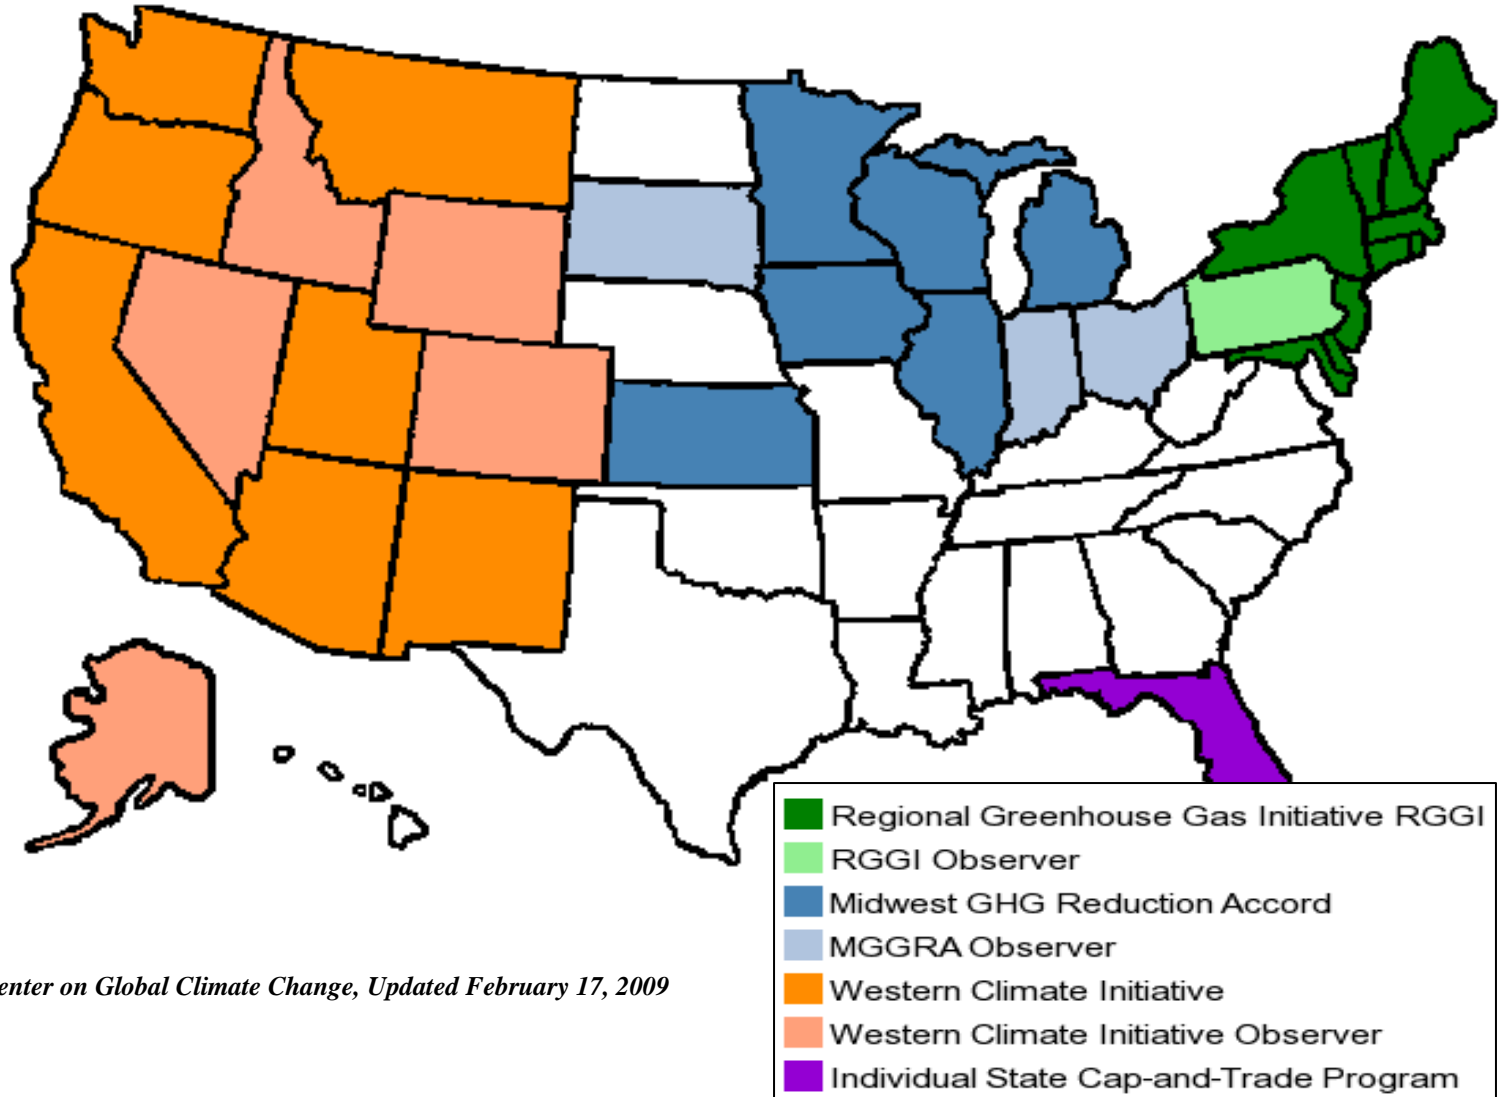 Regional Greenhouse Gas Initiative RGGI
RGGI Observer
Midwest GHG Reduction Accord
MGGRA Observer
enter on Global Climate Change, Updated February 17, 2009
Western Climate Initiative
Western Climate Initiative Observer
Individual State Cap-and-Trade Program